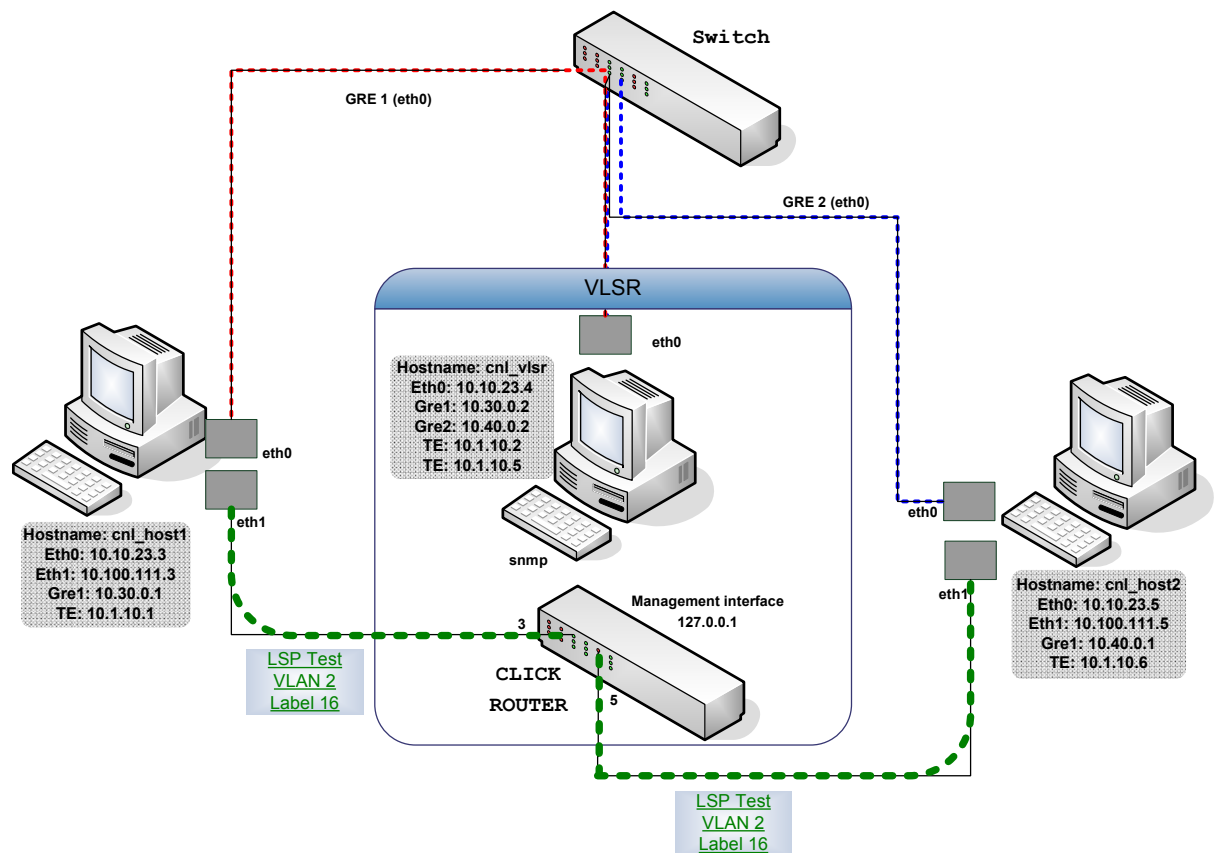 Switch
GRE 1 (eth0)
GRE 2 (eth0)
VLSR
eth0
Hostname: cnl_vlsr
Eth0: 10.10.23.4
Gre1: 10.30.0.2
Gre2: 10.40.0.2
TE: 10.1.10.2
TE: 10.1.10.5
eth0
eth1
Hostname: cnl_host1
Eth0: 10.10.23.3
Eth1: 10.100.111.3
Gre1: 10.30.0.1
TE: 10.1.10.1
snmp
eth0
eth1
Hostname: cnl_host2
Eth0: 10.10.23.5
Eth1: 10.100.111.5
Gre1: 10.40.0.1
TE: 10.1.10.6
Management interface
127.0.0.1
3
CLICK
ROUTER
5
LSP Test
VLAN 2
Label 16
LSP Test
VLAN 2
Label 16